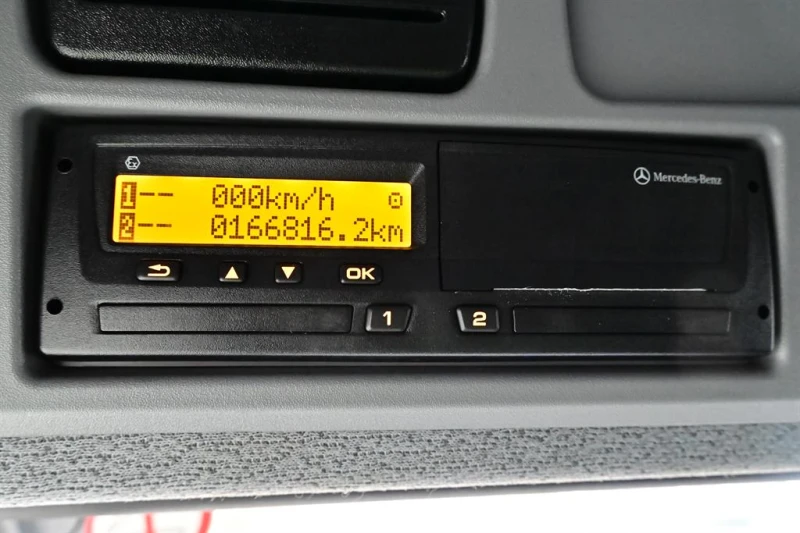 Mercedes-Benz
1-- 000km/h
2-- 0166816.2km
OK
1 2